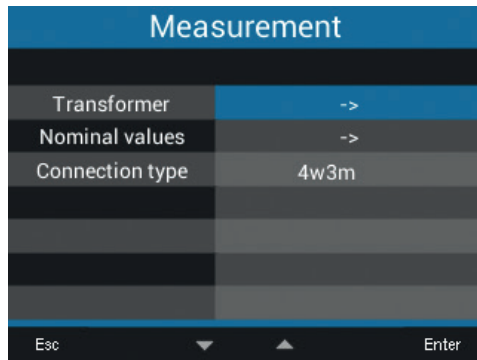 Measurement
Transformer ->
Nominal values ->
Connection type 4w3m
Esc Enter